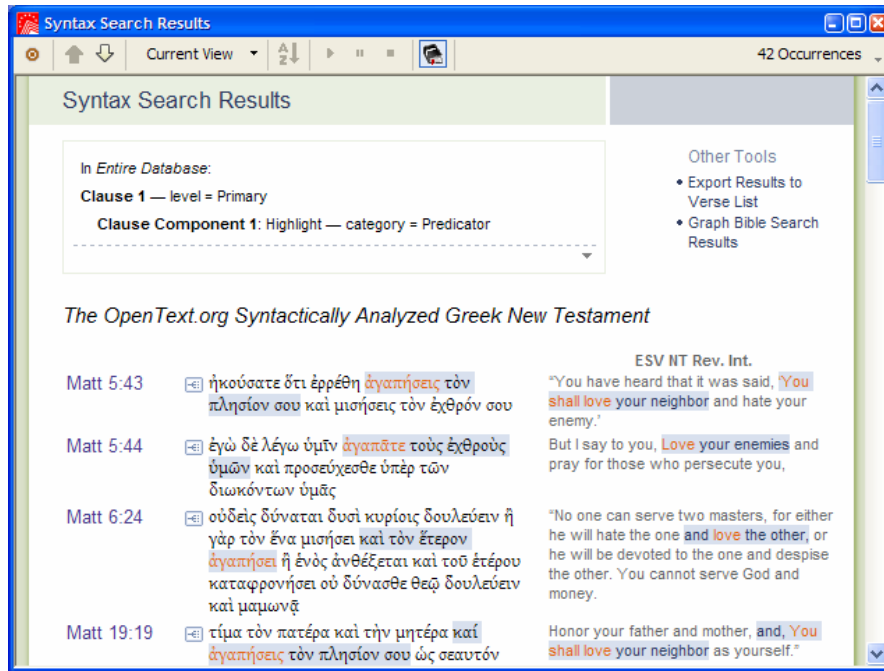 Syntax Search Results
Current View
42 Occurrences
Syntax Search Results
In Entire Database:
Clause 1 — level = Primary
Clause Component 1: Highlight — category = Predicator
Other Tools
• Export Results to
Verse List
• Graph Bible Search
Results
The OpenText.org Syntactically Analyzed Greek New Testament
ESV NT Rev. Int.
Matt 5:43
ἠκούσατε ὅτι ἐρρέθη ἀγαπήσεις τὸν
πλησίον σου καὶ μισήσεις τὸν ἐχθρόν σου
“You have heard that it was said, ‘You
shall love your neighbor and hate your
enemy.’
Matt 5:44
ἐγὼ δὲ λέγω ὑμῖν ἀγαπᾶτε τοὺς ἐχθροὺς
ὑμῶν καὶ προσεύχεσθε ὑπὲρ τῶν
διωκόντων ὑμᾶς
But I say to you, Love your enemies and
pray for those who persecute you,
Matt 6:24
οὐδεὶς δύναται δυσὶ κυρίοις δουλεύειν ἢ
γὰρ τὸν ἕνα μισήσει καὶ τὸν ἕτερον
ἀγαπήσει ἢ ἑνὸς ἀνθέξεται καὶ τοῦ ἑτέρου
καταφρονήσει οὐ δύνασθε θεῷ δουλεύειν
καὶ μαμωνᾷ
“No one can serve two masters, for either
he will hate the one and love the other, or
he will be devoted to the one and despise
the other. You cannot serve God and
money.
Matt 19:19
τίμα τὸν πατέρα καὶ τὴν μητέρα καί
ἀγαπήσεις τὸν πλησίον σου ὡς σεαυτόν
Honor your father and mother, and, You
shall love your neighbor as yourself.”